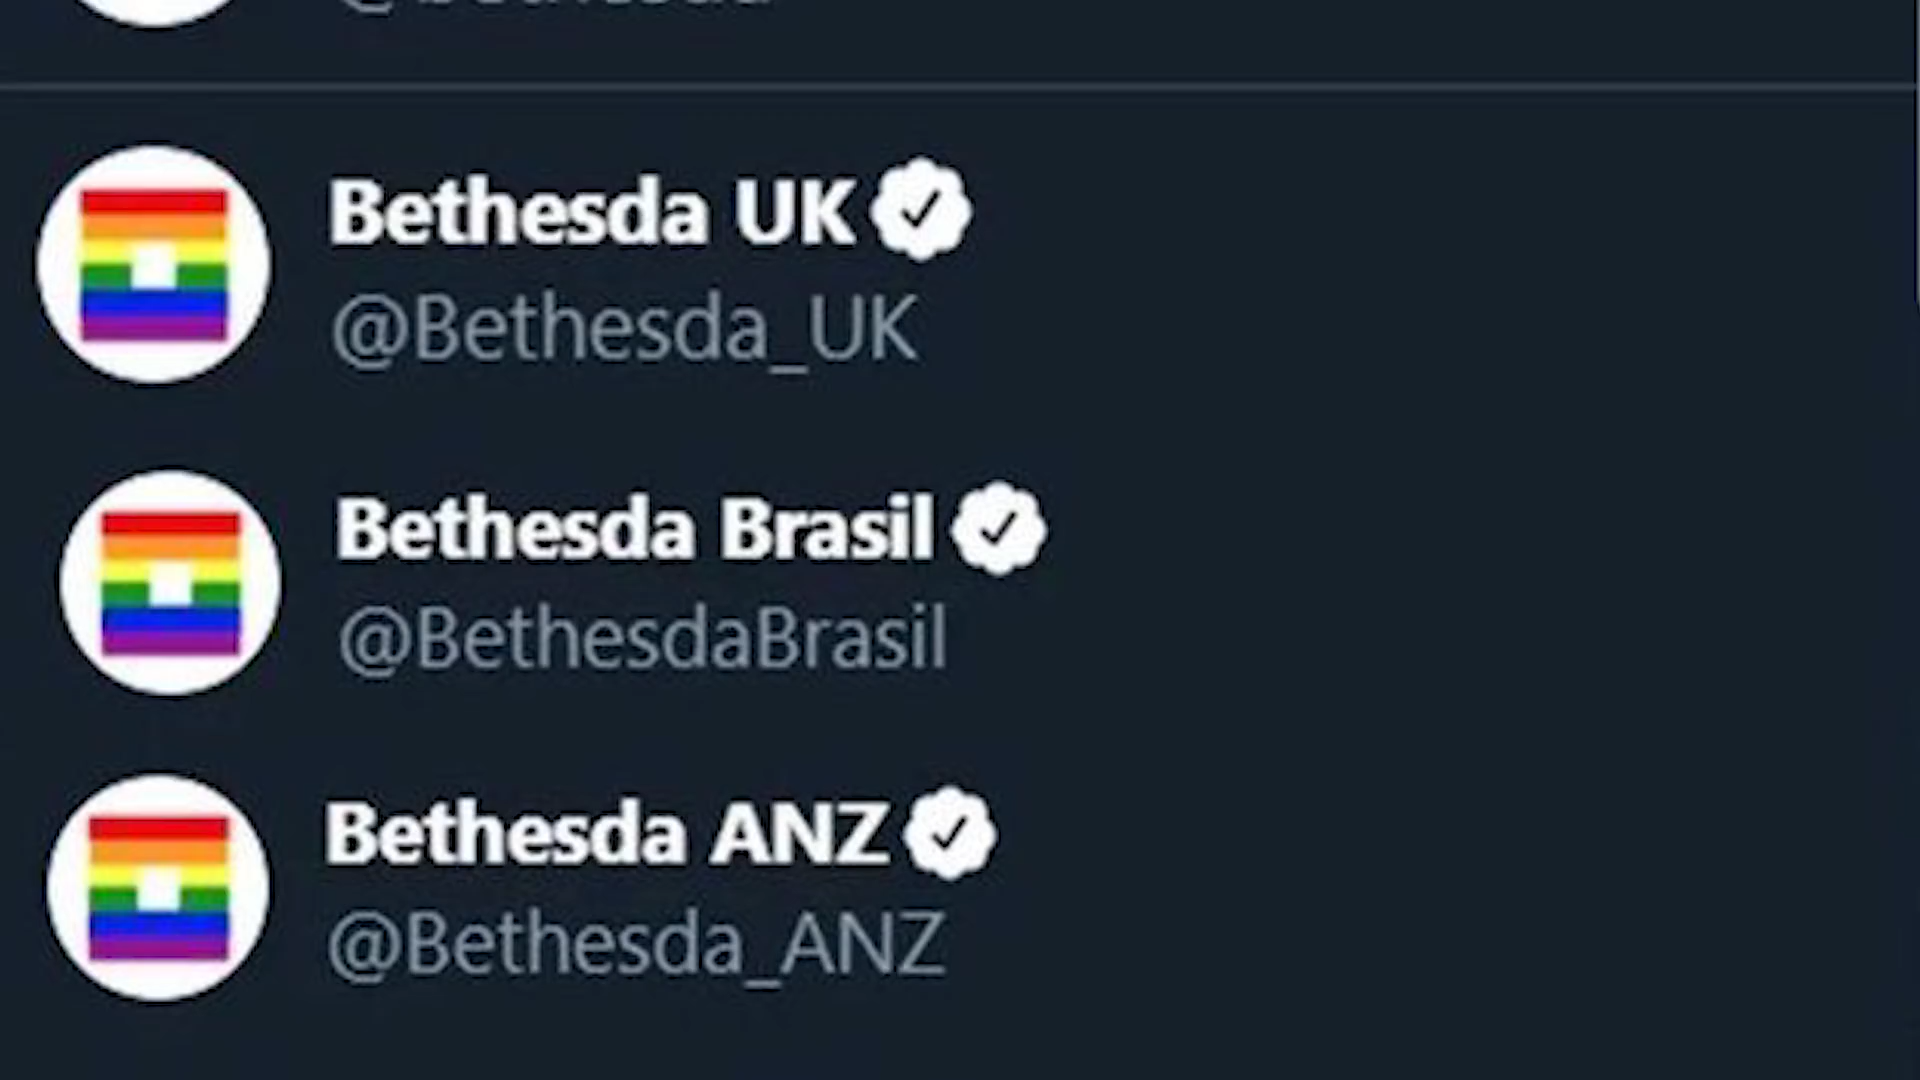 Bethesda UK
@Bethesda_UK
Bethesda Brasil
@BethesdaBrasil
Bethesda ANZ
@Bethesda_ANZ